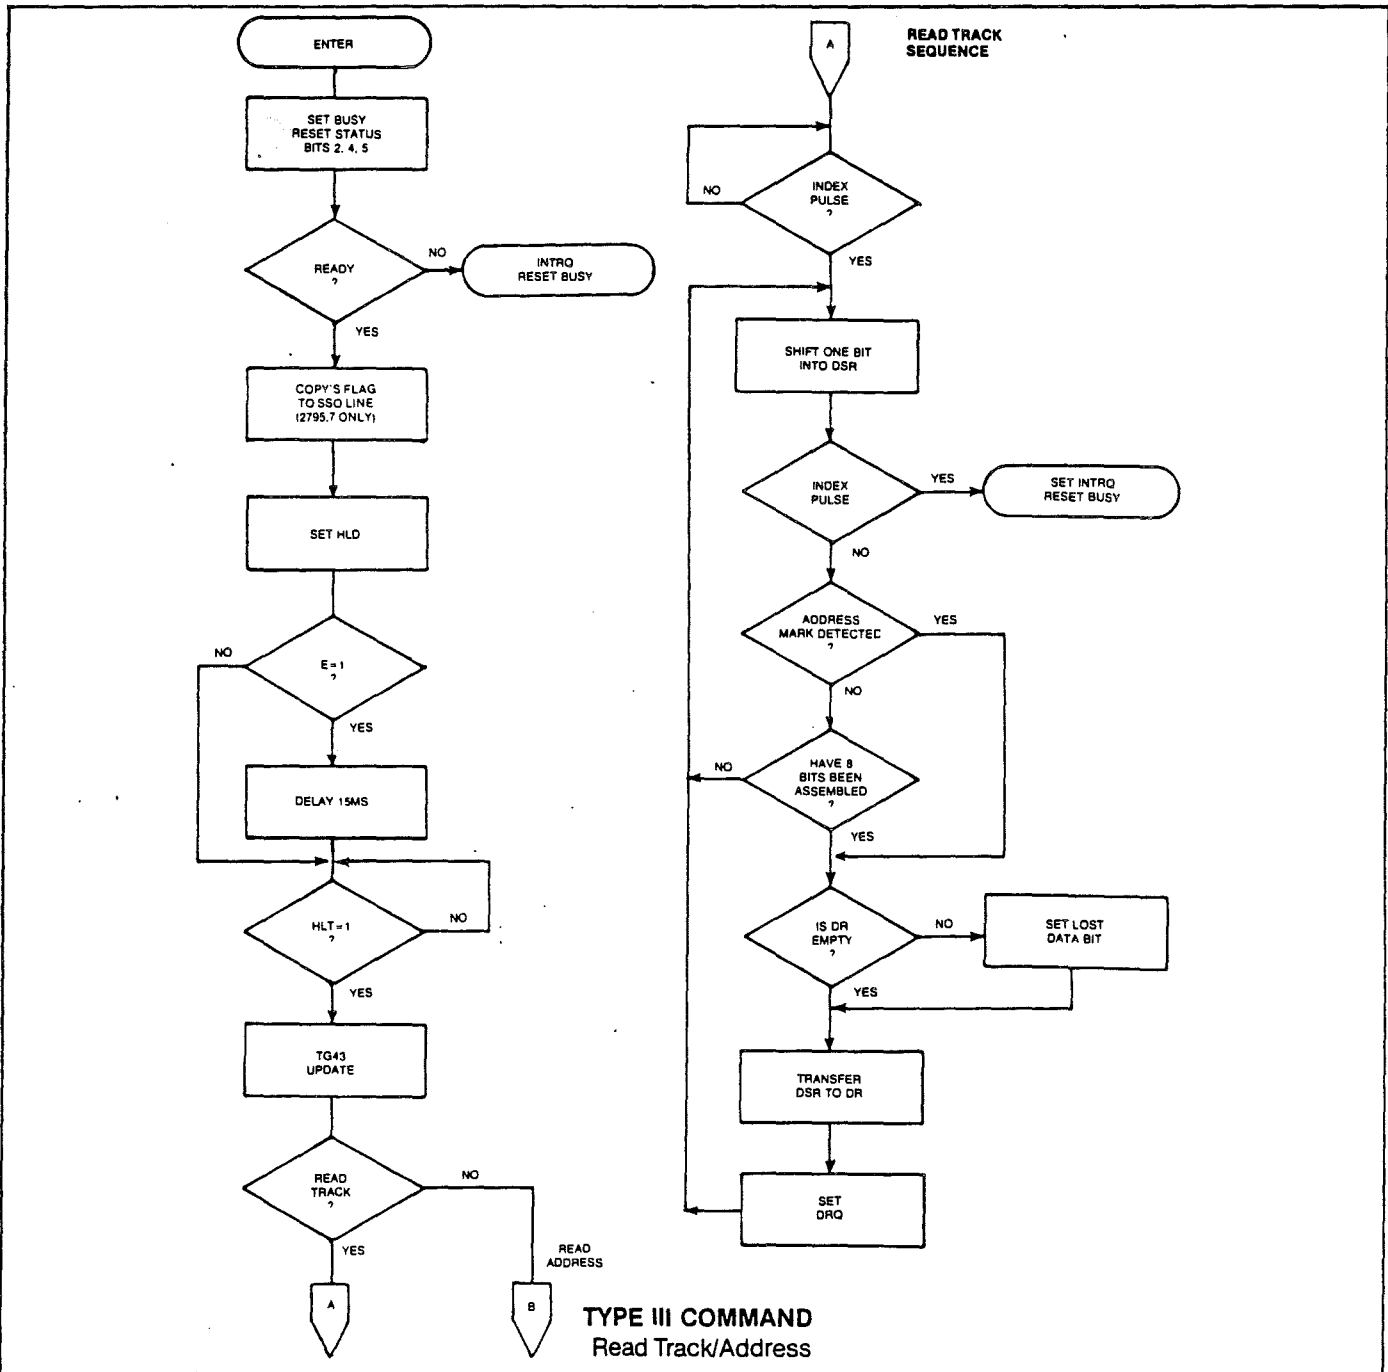 ENTER
SET BUSY
RESET STATUS
BITS 2, 4, 5
READY
?
NO
INTRQ
RESET BUSY
YES
COPY'S FLAG
TO SSO LINE
(2795,7 ONLY)
SET HLD
E=1
?
NO
YES
DELAY 15MS
HLT=1
?
NO
YES
TG43
UPDATE
READ
TRACK
?
NO
YES
READ
ADDRESS
A
B
A
READ TRACK
SEQUENCE
INDEX
PULSE
?
NO
YES
SHIFT ONE BIT
INTO DSR
INDEX
PULSE
YES
SET INTRQ
RESET BUSY
NO
ADDRESS
MARK DETECTED
?
YES
NO
HAVE 8
BITS BEEN
ASSEMBLED
?
NO
YES
IS DR
EMPTY
?
NO
SET LOST
DATA BIT
YES
TRANSFER
DSR TO DR
SET
DRQ
TYPE III COMMAND
Read Track/Address